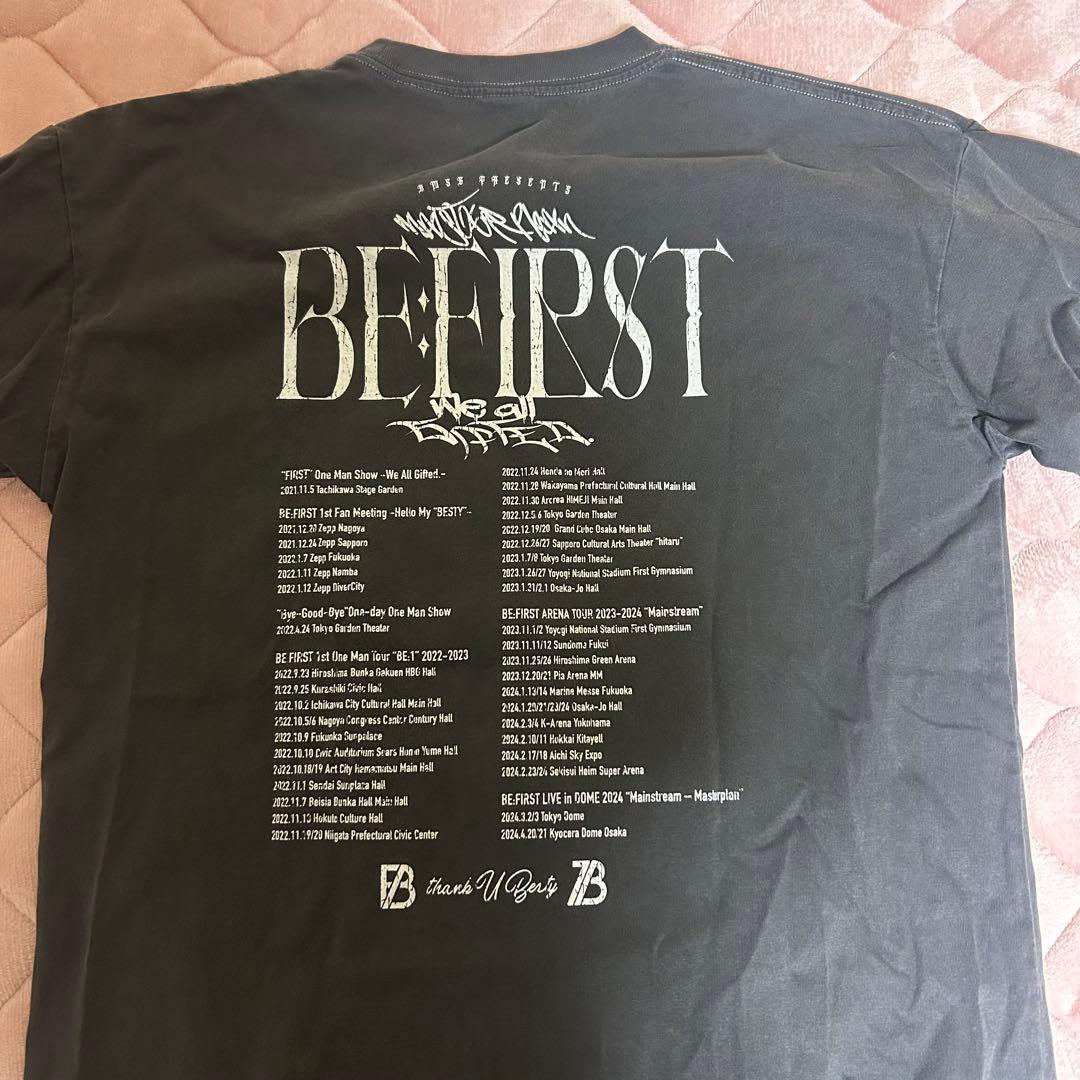 BMSG PRESENTS
BE:FIRST
We all
GIFTED.
"FIRST" One Man Show -We All Gifted.-
2021.11.5 Tachikawa Stage Garden
BE:FIRST 1st Fan Meeting -Hello My "BESTY"-
2021.12.20 Zepp Nagoya
2021.12.24 Zepp Sapporo
2022.1.7 Zepp Fukuoka
2022.1.11 Zepp Namba
2022.1.12 Zepp DiverCity
"Bye-Good-Bye"One-day One Man Show
2022.4.24 Tokyo Garden Theater
BE:FIRST 1st One Man Tour "BE:1" 2022-2023
2022.9.23 Hiroshima Bunka Gakuen HBG Hall
2022.9.25 Kurashiki Civic Hall
2022.10.2 Ichikawa City Cultural Hall Main Hall
2022.10.5/6 Nagoya Congress Center Century Hall
2022.10.9 Fukuoka Sunpalace
2022.10.10 Civic Auditorium Sears Home Yume Hall
2022.10.18/19 Act City Hamamatsu Main Hall
2022.11.1 Sendai Sunplaza Hall
2022.11.7 Beisia Bunka Hall Main Hall
2022.11.13 Hokuto Culture Hall
2022.11.19/20 Niigata Prefectural Civic Center
2022.11.24 Honda no Mori Hall
2022.11.28 Wakayama Prefectural Cultural Hall Main Hall
2022.11.30 Arcrea HIMEJI Main Hall
2022.12.5.6 Tokyo Garden Theater
2022.12.19/20 Grand Cube Osaka Main Hall
2022.12.26/27 Sapporo Cultural Arts Theater "hitaru"
2023.1.7/8 Tokyo Garden Theater
2023.1.26/27 Yoyogi National Stadium First Gymnasium
2023.1.31/2.1 Osaka-Jo Hall
BE:FIRST ARENA TOUR 2023-2024 "Mainstream"
2023.11.1/2 Yoyogi National Stadium First Gymnasium
2023.11.11/12 Sundome Fukui
2023.11.25/26 Hiroshima Green Arena
2023.12.20/21 Pia Arena MM
2024.1.13/14 Marine Messe Fukuoka
2024.1.20/21/23/24 Osaka-Jo Hall
2024.2.3/4 K-Arena Yokohama
2024.2.10/11 Hokkai Kitayell
2024.2.17/18 Aichi Sky Expo
2024.2.23/24 Sekisui Heim Super Arena
BE:FIRST LIVE in DOME 2024 "Mainstream - Masterplan"
2024.3.2/3 Tokyo Dome
2024.4.20/21 Kyocera Dome Osaka
thank U Besty